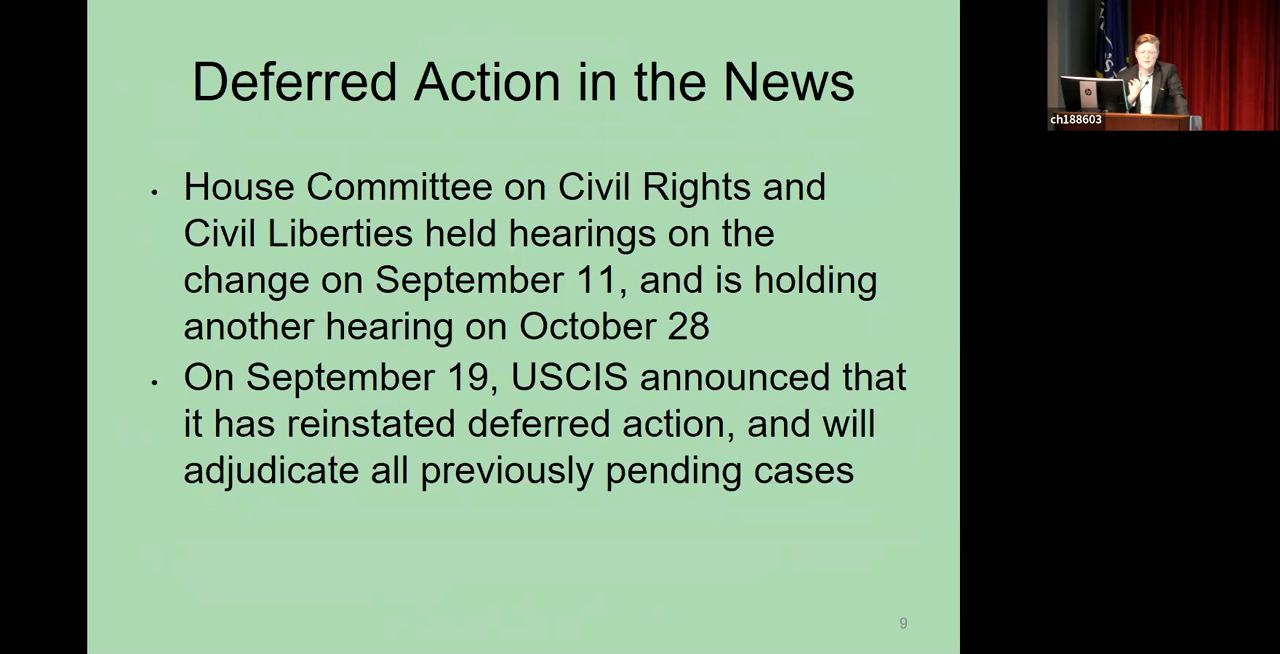 Deferred Action in the News
• House Committee on Civil Rights and
Civil Liberties held hearings on the
change on September 11, and is holding
another hearing on October 28
• On September 19, USCIS announced that
it has reinstated deferred action, and will
adjudicate all previously pending cases
9
ch188603